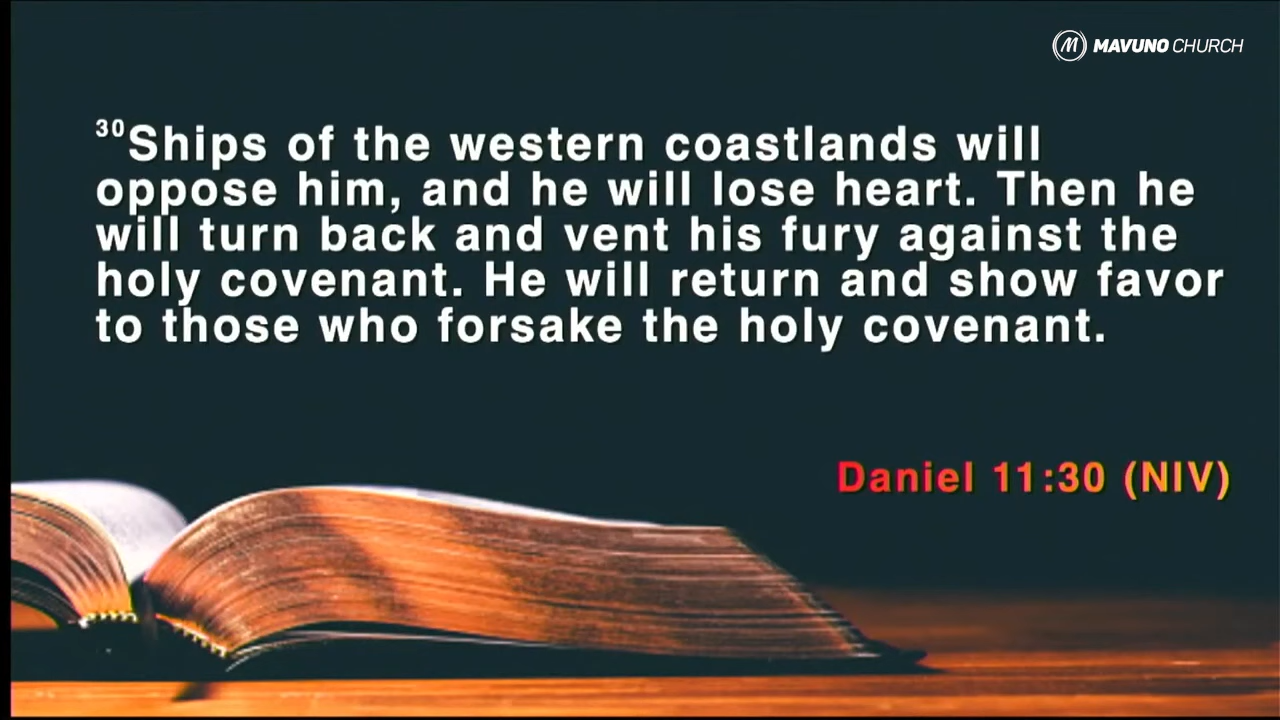 MAVUNO CHURCH
30Ships of the western coastlands will
oppose him, and he will lose heart. Then he
will turn back and vent his fury against the
holy covenant. He will return and show favor
to those who forsake the holy covenant.
Daniel 11:30 (NIV)